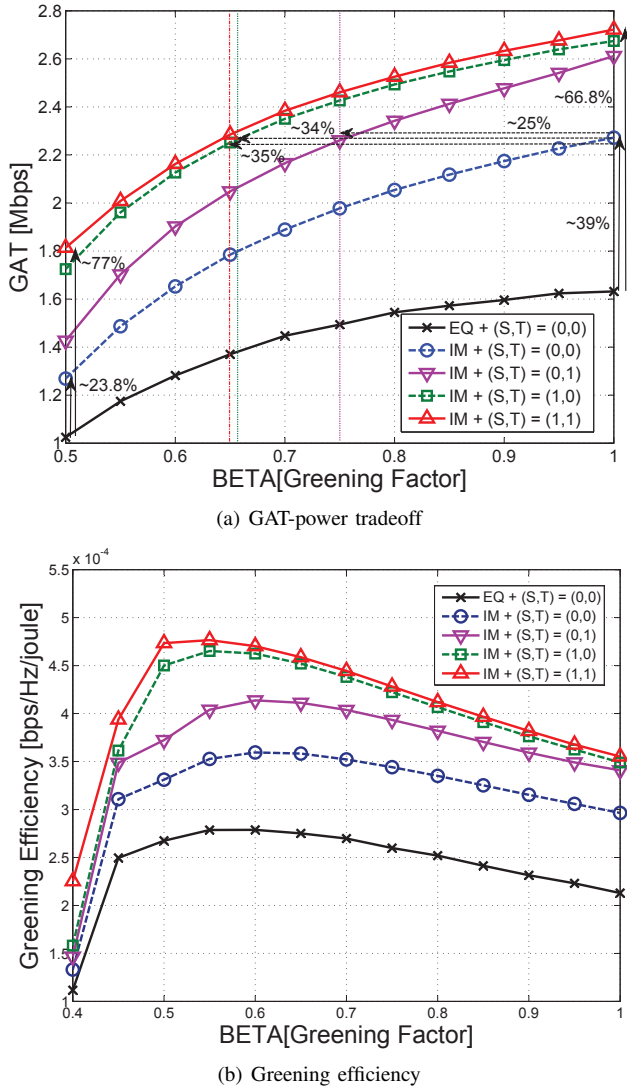 2.8
2.6
2.4
2.2
2
1.8
1.6
1.4
1.2
1
GAT [Mbps]
~66.8%
~34%
~25%
~35%
~39%
~77%
~23.8%
EQ + (S,T) = (0,0)
IM + (S,T) = (0,0)
IM + (S,T) = (0,1)
IM + (S,T) = (1,0)
IM + (S,T) = (1,1)
0.5 0.6 0.7 0.8 0.9 1
BETA[Greening Factor]
(a) GAT-power tradeoff
x 10⁻⁴
5.5
5
4.5
4
3.5
3
2.5
2
1.5
1
Greening Efficiency [bps/Hz/joule]
EQ + (S,T) = (0,0)
IM + (S,T) = (0,0)
IM + (S,T) = (0,1)
IM + (S,T) = (1,0)
IM + (S,T) = (1,1)
0.4 0.5 0.6 0.7 0.8 0.9 1
BETA[Greening Factor]
(b) Greening efficiency